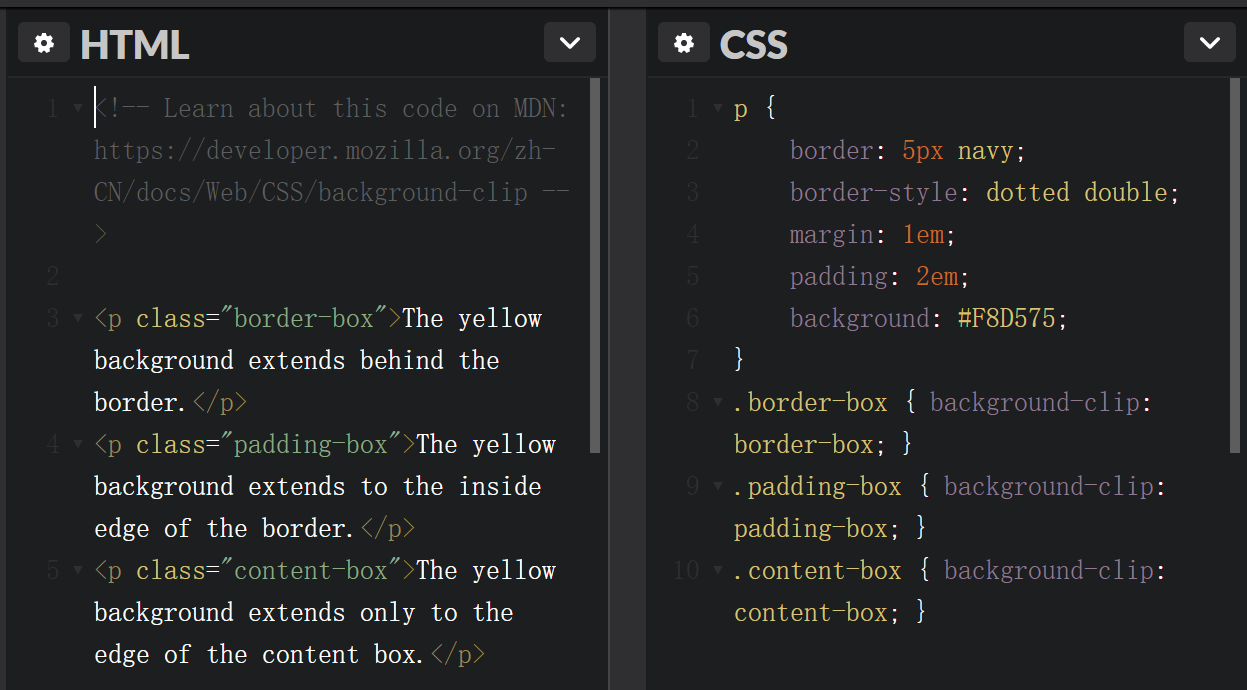 HTML
1 <!-- Learn about this code on MDN:
https://developer.mozilla.org/zh-
CN/docs/Web/CSS/background-clip --
>
2
3 <p class="border-box">The yellow
background extends behind the
border.</p>
4 <p class="padding-box">The yellow
background extends to the inside
edge of the border.</p>
5 <p class="content-box">The yellow
background extends only to the
edge of the content box.</p>
CSS
1 p {
2 border: 5px navy;
3 border-style: dotted double;
4 margin: 1em;
5 padding: 2em;
6 background: #F8D575;
7 }
8 .border-box { background-clip:
border-box; }
9 .padding-box { background-clip:
padding-box; }
10 .content-box { background-clip:
content-box; }